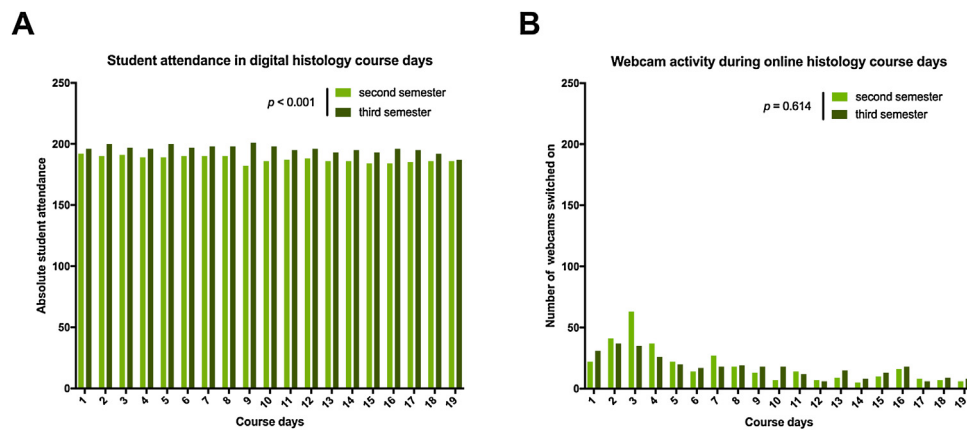 A
Student attendance in digital histology course days
250
200
150
100
50
0
Absolute student attendance
p < 0.001
second semester
third semester
1 2 3 4 5 6 7 8 9 10 11 12 13 14 15 16 17 18 19
Course days
B
Webcam activity during online histology course days
250
200
150
100
50
0
Number of webcams switched on
p = 0.614
second semester
third semester
1 2 3 4 5 6 7 8 9 10 11 12 13 14 15 16 17 18 19
Course days